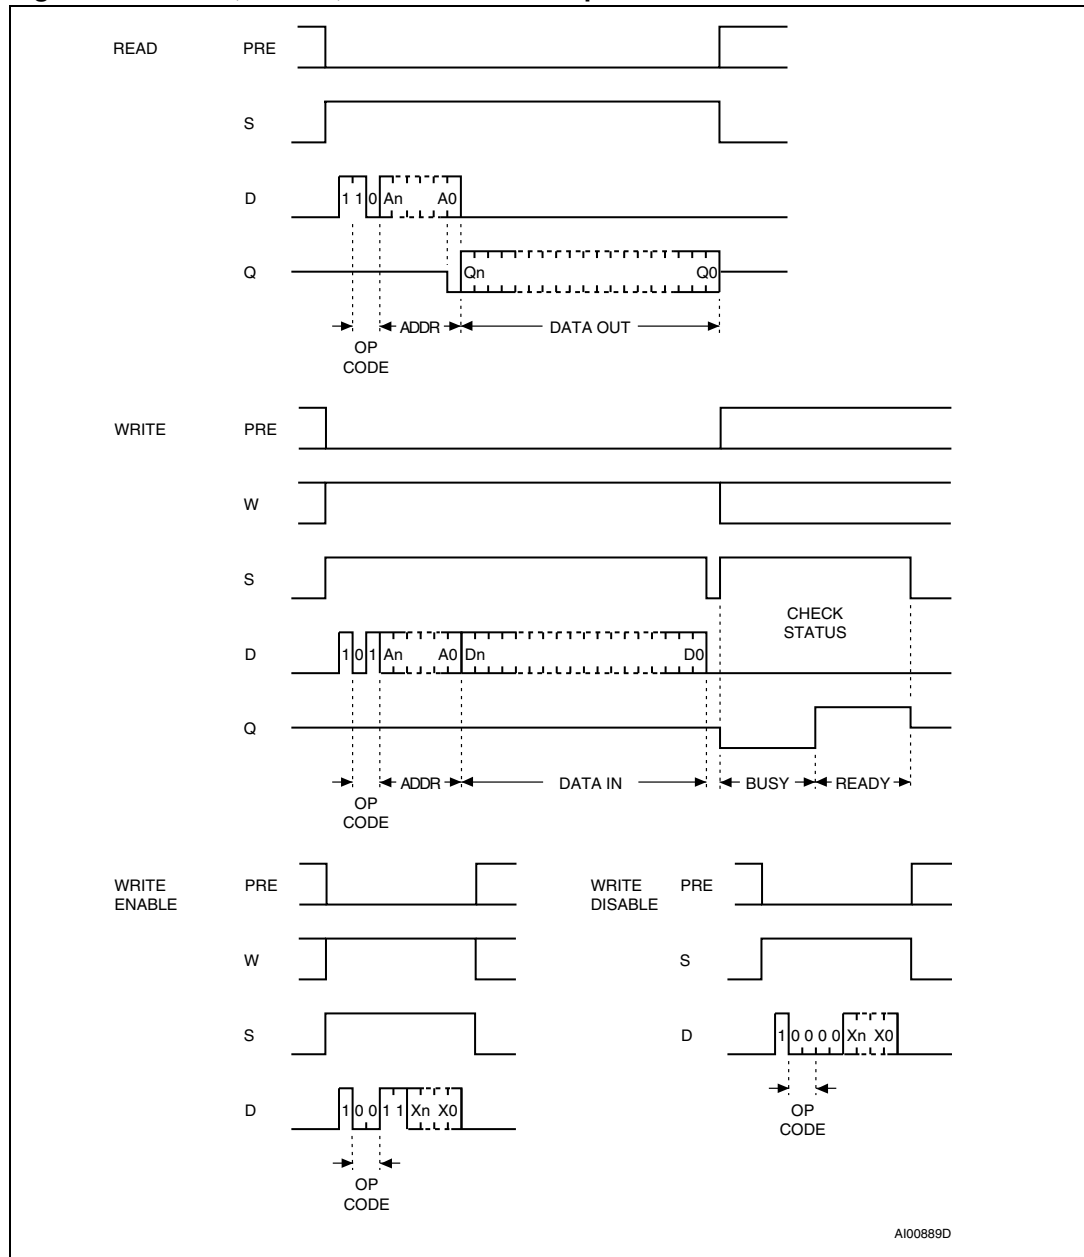 READ PRE
S
D 1 1 0 An A0
Q Qn Q0
ADDR DATA OUT
OP
CODE
WRITE PRE
W
S
CHECK
STATUS
D 1 0 1 An A0 Dn D0
Q
ADDR DATA IN BUSY READY
OP
CODE
WRITE
ENABLE
PRE
W
S
D 1 0 0 1 1 Xn X0
OP
CODE
WRITE
DISABLE
PRE
S
D 1 0 0 0 0 Xn X0
OP
CODE
AI00889D